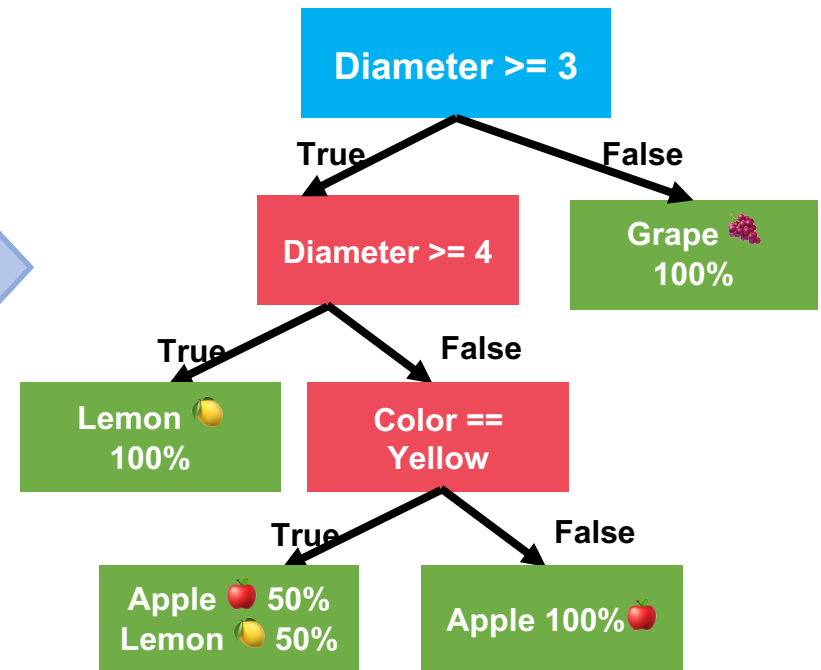 Diameter >= 3
True
False
Diameter >= 4
Grape 🍇
100%
True
False
Lemon 🍋
100%
Color ==
Yellow
True
False
Apple 🍎 50%
Lemon 🍋 50%
Apple 100%🍎